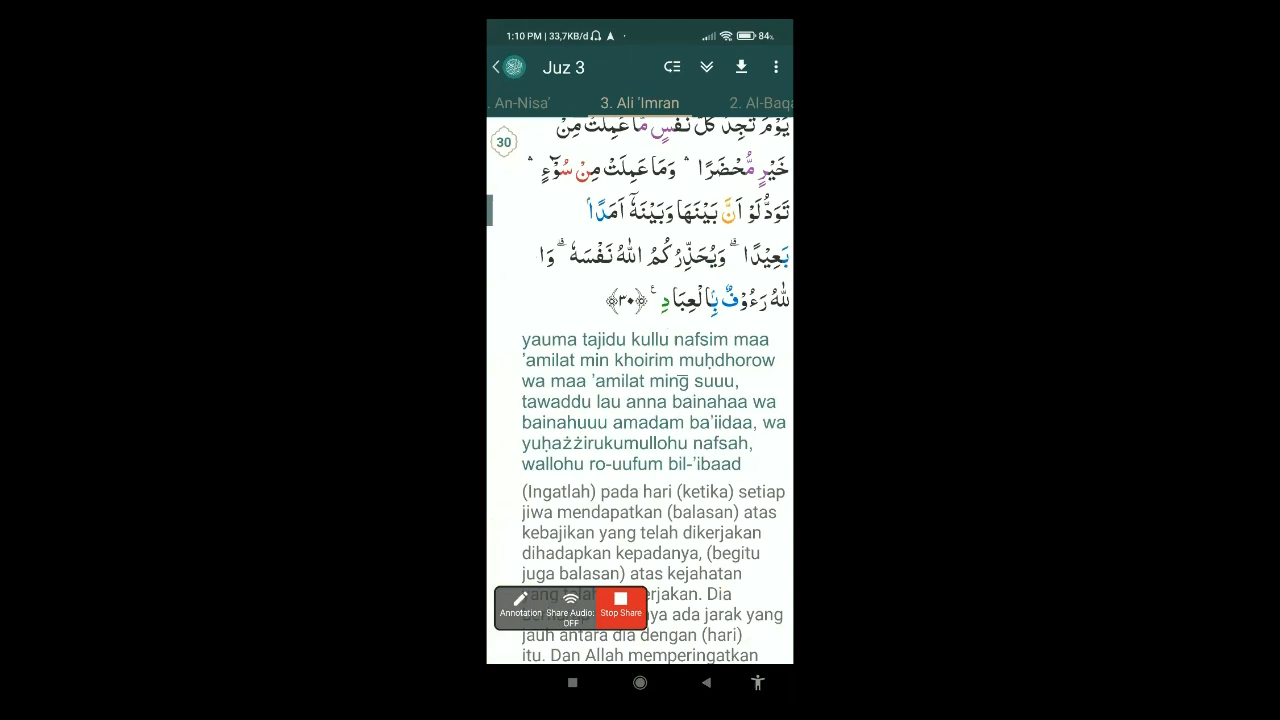 1:10 PM | 33,7KB/d 84%
Juz 3
. An-Nisa' 3. Ali 'Imran 2. Al-Baqa
30
يَوْمَ تَجِدُ كُلُّ نَفْسٍ مَّا عَمِلَتْ مِنْ
خَيْرٍ مُّحْضَرًا ۛ وَمَا عَمِلَتْ مِنْ سُوْۤءٍ ۛ
تَوَدُّ لَوْ اَنَّ بَيْنَهَا وَبَيْنَهٗٓ اَمَدًاۢ
بَعِيْدًا ۗ وَيُحَذِّرُكُمُ اللّٰهُ نَفْسَهٗ ۗ وَا
للّٰهُ رَءُوْفٌۢ بِالْعِبَادِ ࣖ ﴿٣٠﴾
yauma tajidu kullu nafsim maa
'amilat min khoirim muḥdhorow
wa maa 'amilat ming̅ suuu,
tawaddu lau anna bainahaa wa
bainahuuu amadam ba'iidaa, wa
yuḥażżirukumullohu nafsah,
wallohu ro-uufum bil-'ibaad
(Ingatlah) pada hari (ketika) setiap
jiwa mendapatkan (balasan) atas
kebajikan yang telah dikerjakan
dihadapkan kepadanya, (begitu
juga balasan) atas kejahatan
yang telah erjakan. Dia
ya ada jarak yang
jauh antara dia dengan (hari)
itu. Dan Allah memperingatkan
Annotation Share Audio: OFF Stop Share